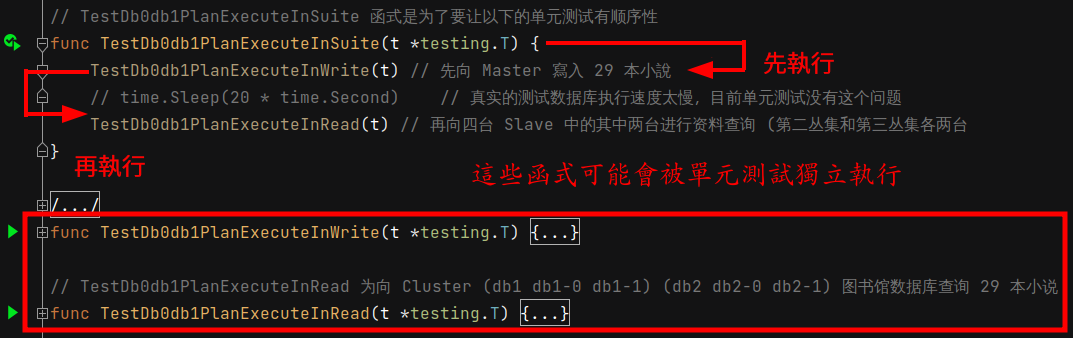 // TestDb0db1PlanExecuteInSuite 函式是为了要让以下的单元测试有顺序性
func TestDb0db1PlanExecuteInSuite(t *testing.T) {
TestDb0db1PlanExecuteInWrite(t) // 先向 Master 寫入 29 本小說
先執行
// time.Sleep(20 * time.Second) // 真实的测试数据库执行速度太慢，目前单元测试没有这个问题
TestDb0db1PlanExecuteInRead(t) // 再向四台 Slave 中的其中两台进行资料查询 (第二丛集和第三丛集各两台
}
再執行
這些函式可能會被單元測試獨立執行
/.../
func TestDb0db1PlanExecuteInWrite(t *testing.T) {...}
// TestDb0db1PlanExecuteInRead 为向 Cluster (db1 db1-0 db1-1) (db2 db2-0 db2-1) 图书馆数据库查询 29 本小说
func TestDb0db1PlanExecuteInRead(t *testing.T) {...}